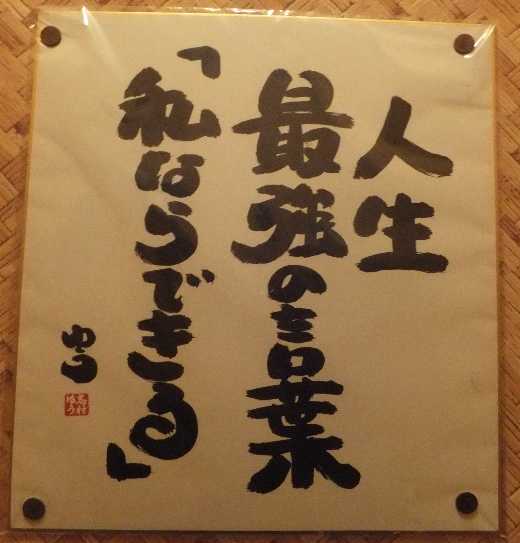 人生
最強の言葉
「私ならできる」
ゆう